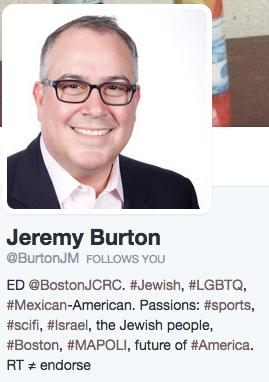 Jeremy Burton
@BurtonJM FOLLOWS YOU
ED @BostonJCRC. #Jewish, #LGBTQ,
#Mexican-American. Passions: #sports,
#scifi, #Israel, the Jewish people,
#Boston, #MAPOLI, future of #America.
RT ≠ endorse